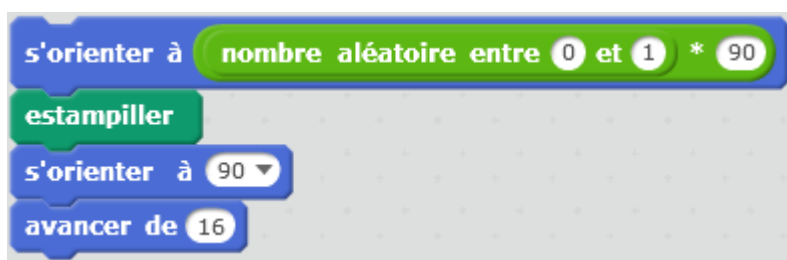 s'orienter à nombre aléatoire entre 0 et 1 * 90
estampiller
s'orienter à 90
avancer de 16